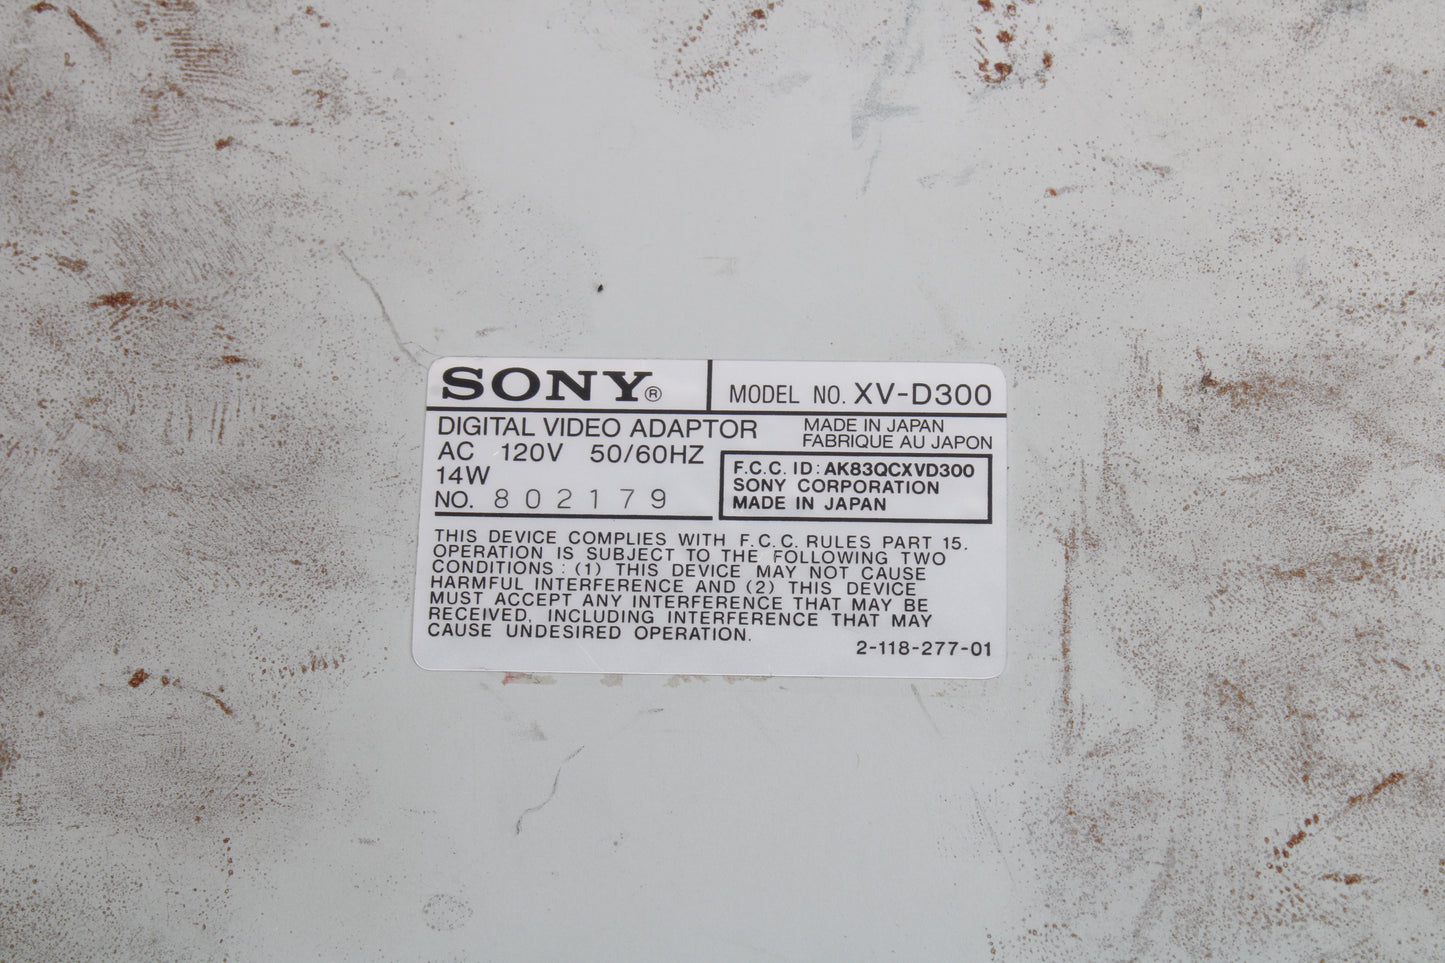 SONY®
MODEL NO. XV-D300
DIGITAL VIDEO ADAPTOR
MADE IN JAPAN
FABRIQUE AU JAPON
AC 120V 50/60HZ
14W
NO. 802179
F.C.C. ID: AK83QCXVD300
SONY CORPORATION
MADE IN JAPAN
THIS DEVICE COMPLIES WITH F.C.C. RULES PART 15.
OPERATION IS SUBJECT TO THE FOLLOWING TWO
CONDITIONS: (1) THIS DEVICE MAY NOT CAUSE
HARMFUL INTERFERENCE AND (2) THIS DEVICE
MUST ACCEPT ANY INTERFERENCE THAT MAY BE
RECEIVED, INCLUDING INTERFERENCE THAT MAY
CAUSE UNDESIRED OPERATION.
2-118-277-01